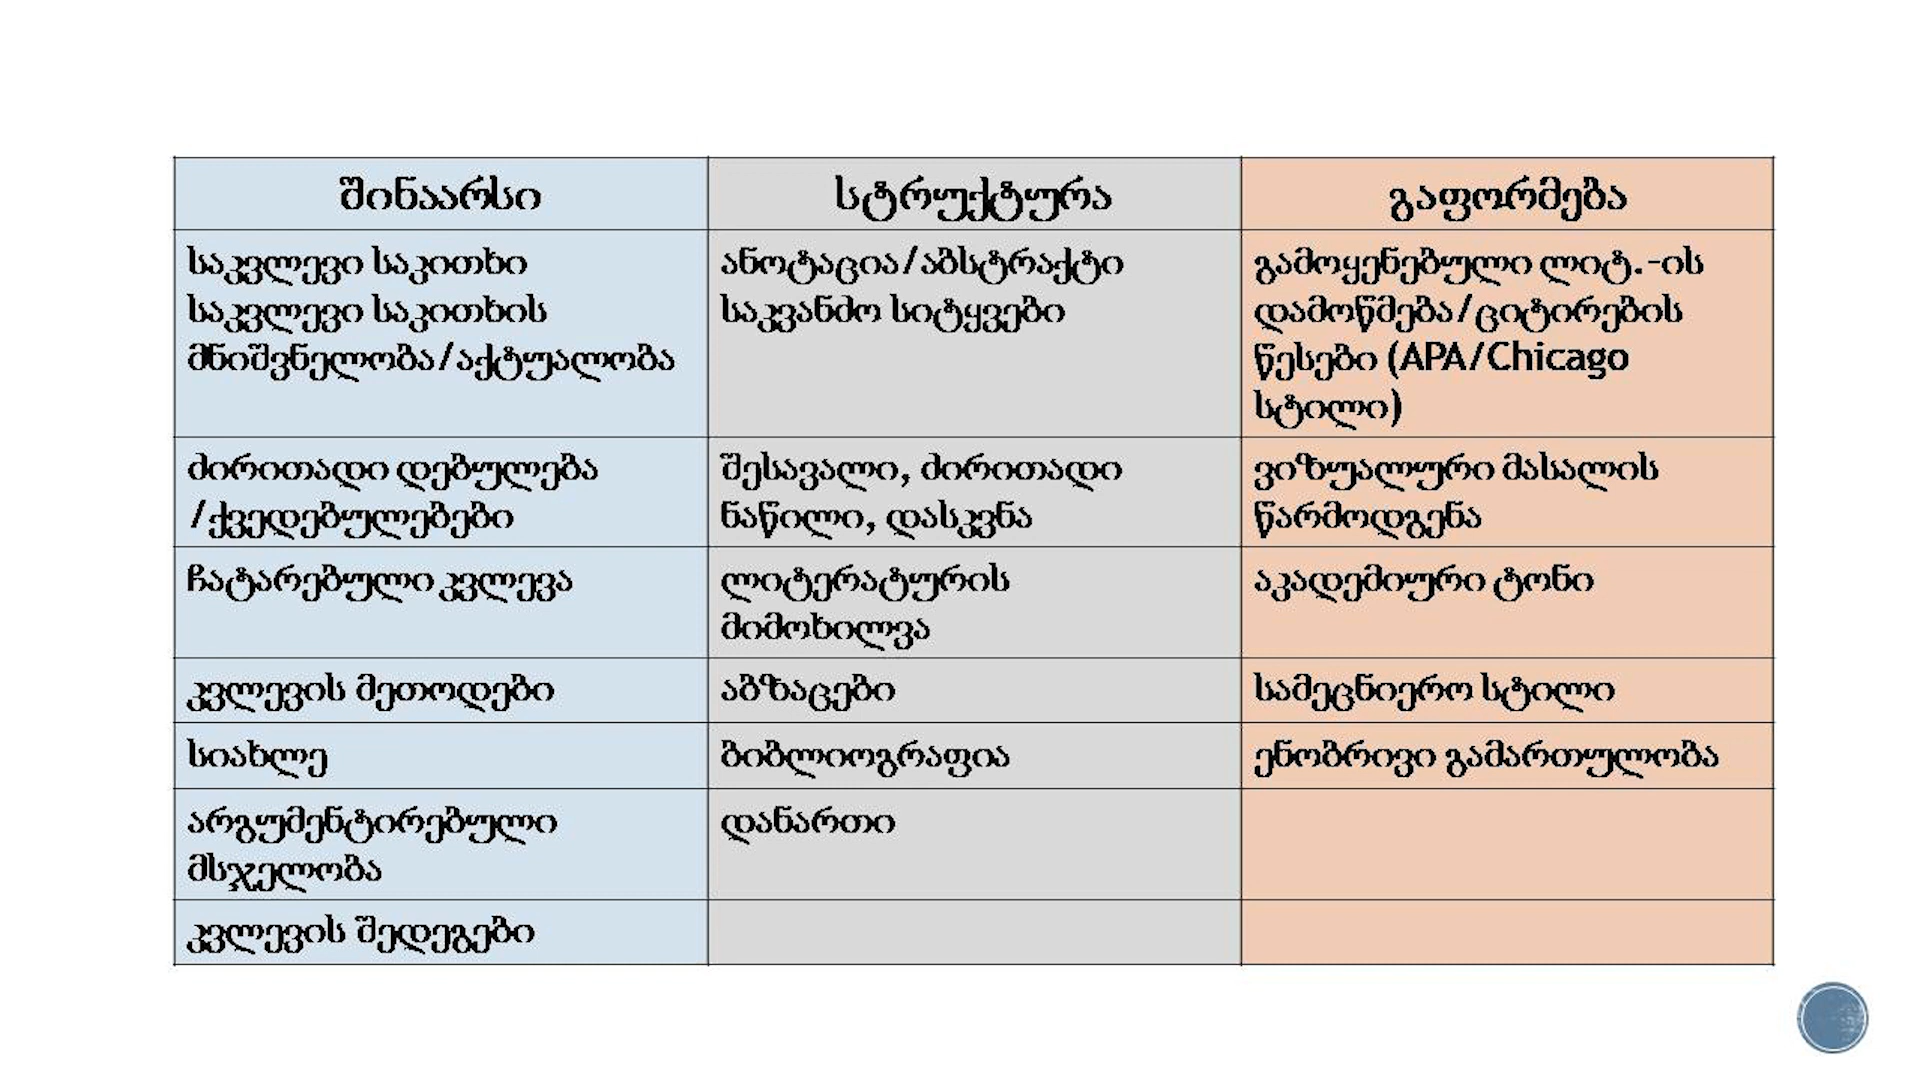 შინაარსი
სტრუქტურა
გაფორმება
საკვლევი საკითხი
საკვლევი საკითხის
მნიშვნელობა/აქტუალობა
ანოტაცია/აბსტრაქტი
საკვანძო სიტყვები
გამოყენებული ლიტ.-ის
დამოწმება/ციტირების
წესები (APA/Chicago
სტილი)
ძირითადი დებულება
/ქვედებულებები
შესავალი, ძირითადი
ნაწილი, დასკვნა
ვიზუალური მასალის
წარმოდგენა
ჩატარებული კვლევა
ლიტერატურის
მიმოხილვა
აკადემიური ტონი
კვლევის მეთოდები
აბზაცები
სამეცნიერო სტილი
სიახლე
ბიბლიოგრაფია
ენობრივი გამართულობა
არგუმენტირებული
მსჯელობა
დანართი
კვლევის შედეგები